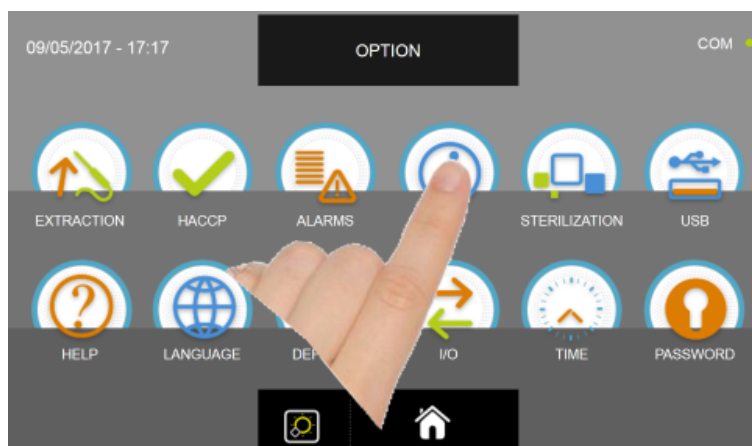 09/05/2017 - 17:17
OPTION
COM
EXTRACTION
HACCP
ALARMS
STERILIZATION
USB
HELP
LANGUAGE
I/O
TIME
PASSWORD